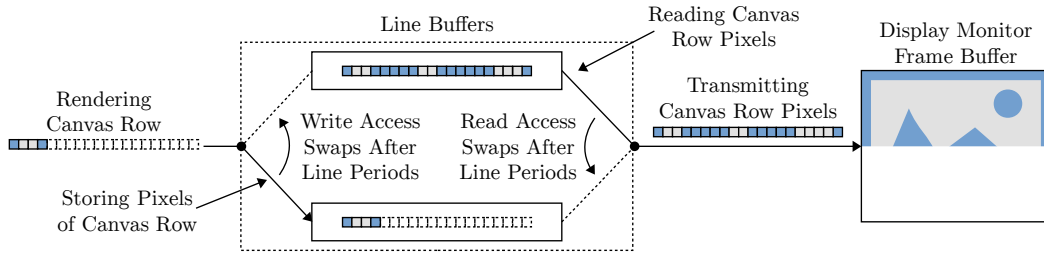 Line Buffers
Reading Canvas
Row Pixels
Display Monitor
Frame Buffer
Rendering
Canvas Row
Transmitting
Canvas Row Pixels
Write Access
Swaps After
Line Periods
Read Access
Swaps After
Line Periods
Storing Pixels
of Canvas Row